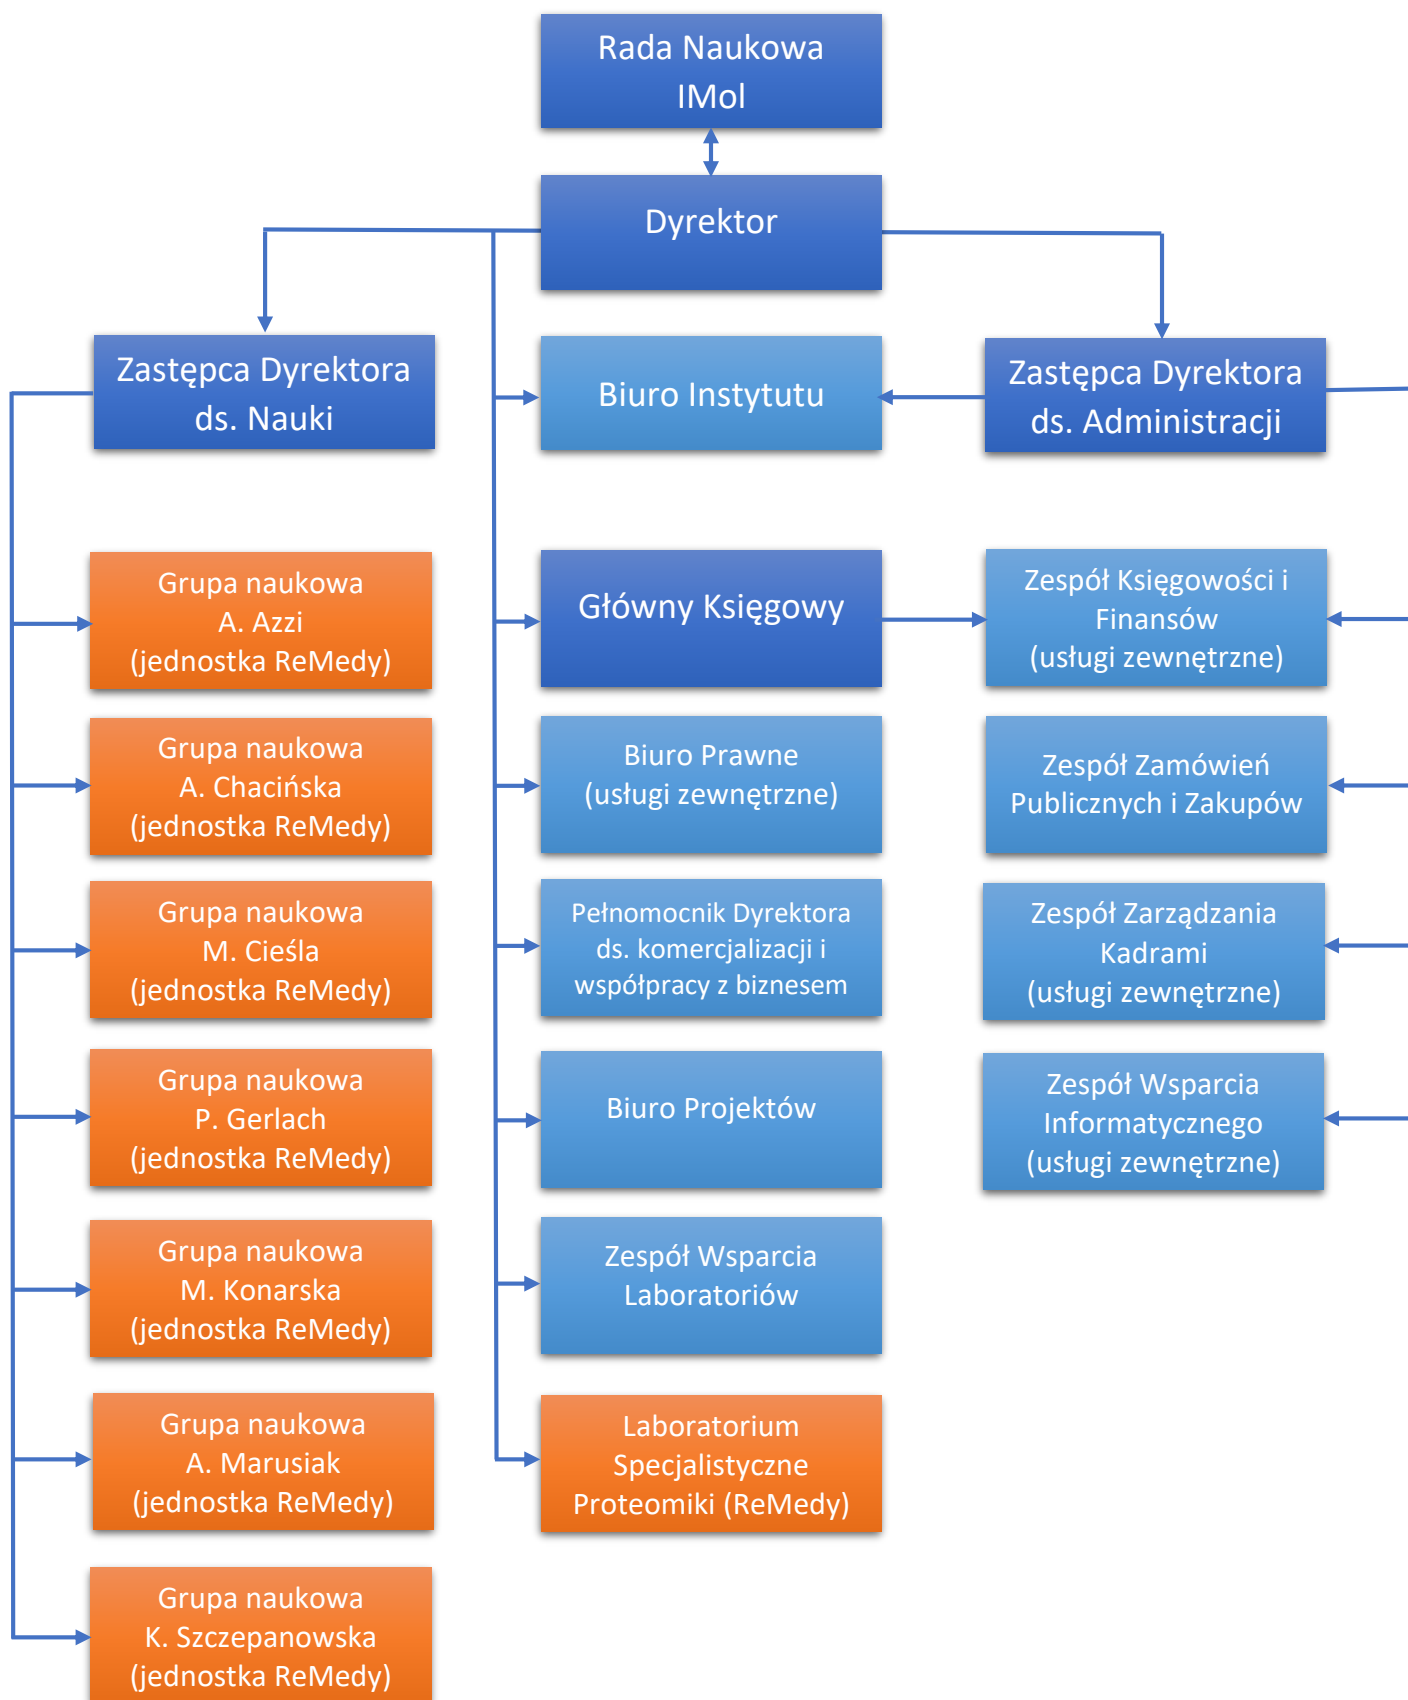 Rada Naukowa
IMol
Dyrektor
Zastępca Dyrektora
ds. Nauki
Biuro Instytutu
Zastępca Dyrektora
ds. Administracji
Grupa naukowa
A. Azzi
(jednostka ReMedy)
Główny Księgowy
Zespół Księgowości i
Finansów
(usługi zewnętrzne)
Grupa naukowa
A. Chacińska
(jednostka ReMedy)
Biuro Prawne
(usługi zewnętrzne)
Zespół Zamówień
Publicznych i Zakupów
Grupa naukowa
M. Cieśla
(jednostka ReMedy)
Pełnomocnik Dyrektora
ds. komercjalizacji i
współpracy z biznesem
Zespół Zarządzania
Kadrami
(usługi zewnętrzne)
Grupa naukowa
P. Gerlach
(jednostka ReMedy)
Biuro Projektów
Zespół Wsparcia
Informatycznego
(usługi zewnętrzne)
Grupa naukowa
M. Konarska
(jednostka ReMedy)
Zespół Wsparcia
Laboratoriów
Grupa naukowa
A. Marusiak
(jednostka ReMedy)
Laboratorium
Specjalistyczne
Proteomiki (ReMedy)
Grupa naukowa
K. Szczepanowska
(jednostka ReMedy)